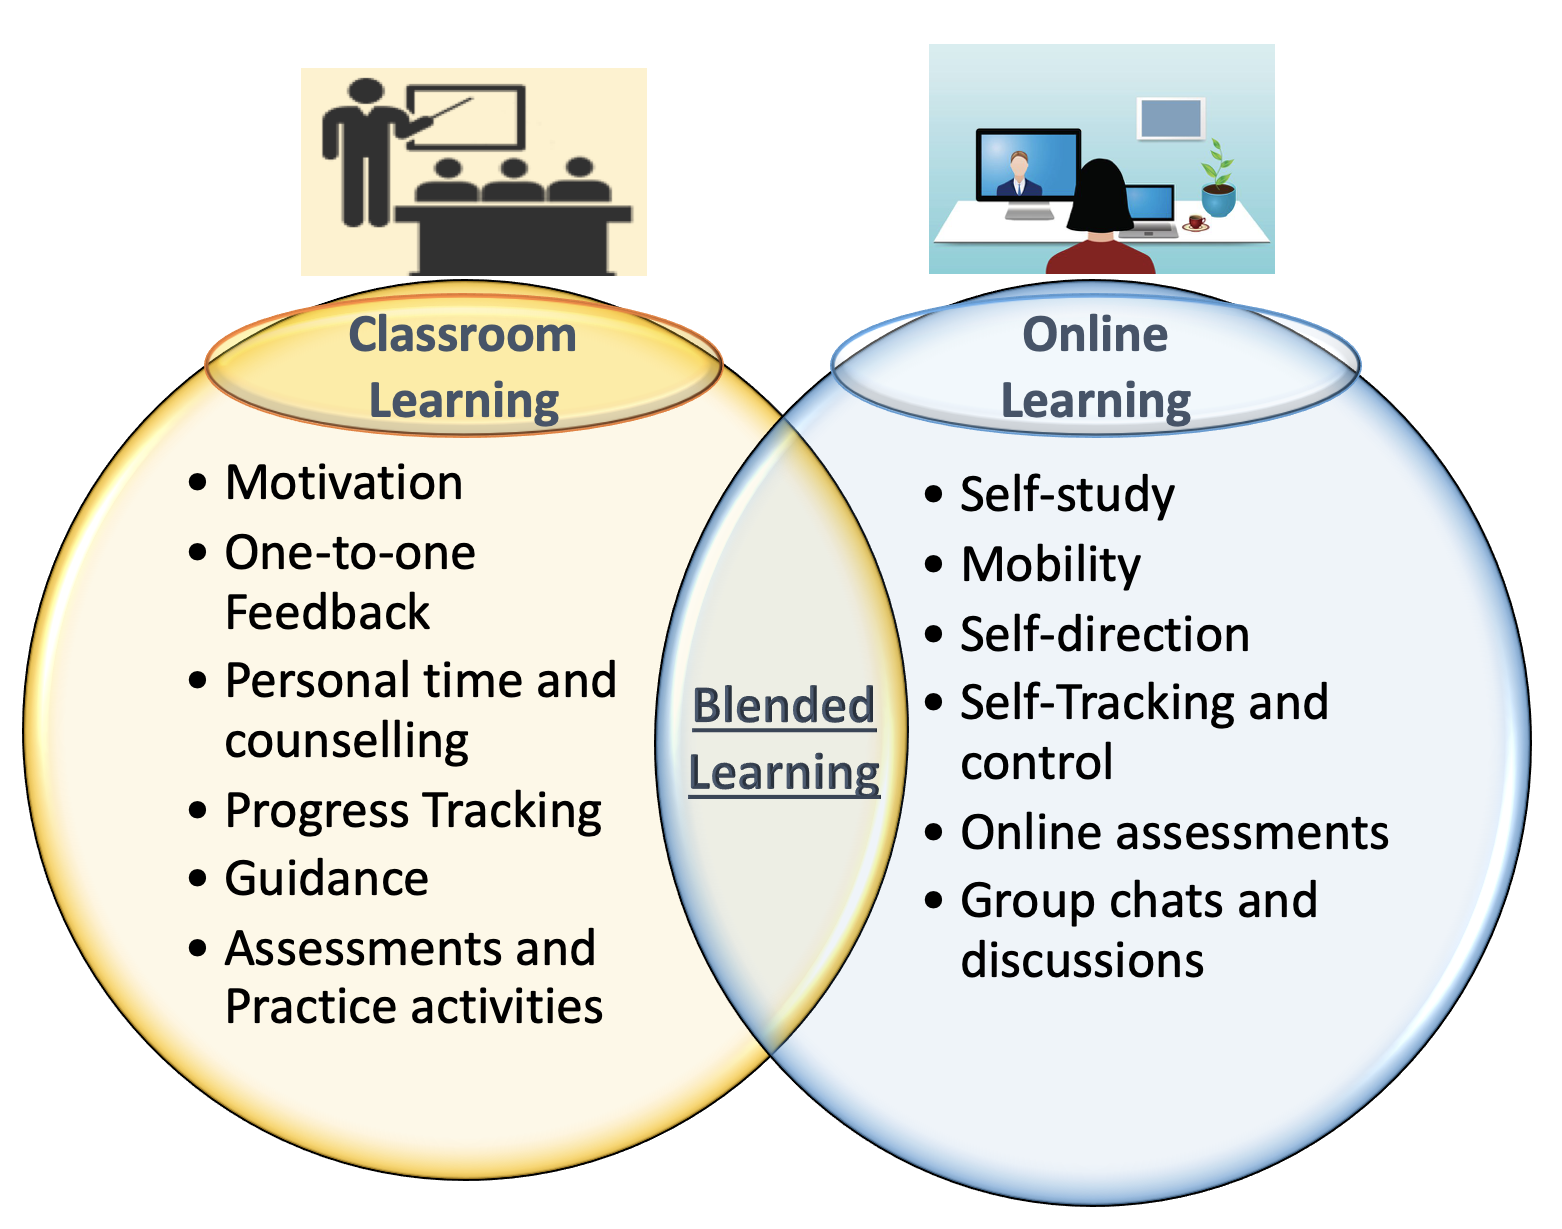 Classroom
Learning
• Motivation
• One-to-one
Feedback
• Personal time and
counselling
• Progress Tracking
• Guidance
• Assessments and
Practice activities
Blended
Learning
Online
Learning
• Self-study
• Mobility
• Self-direction
• Self-Tracking and
control
• Online assessments
• Group chats and
discussions